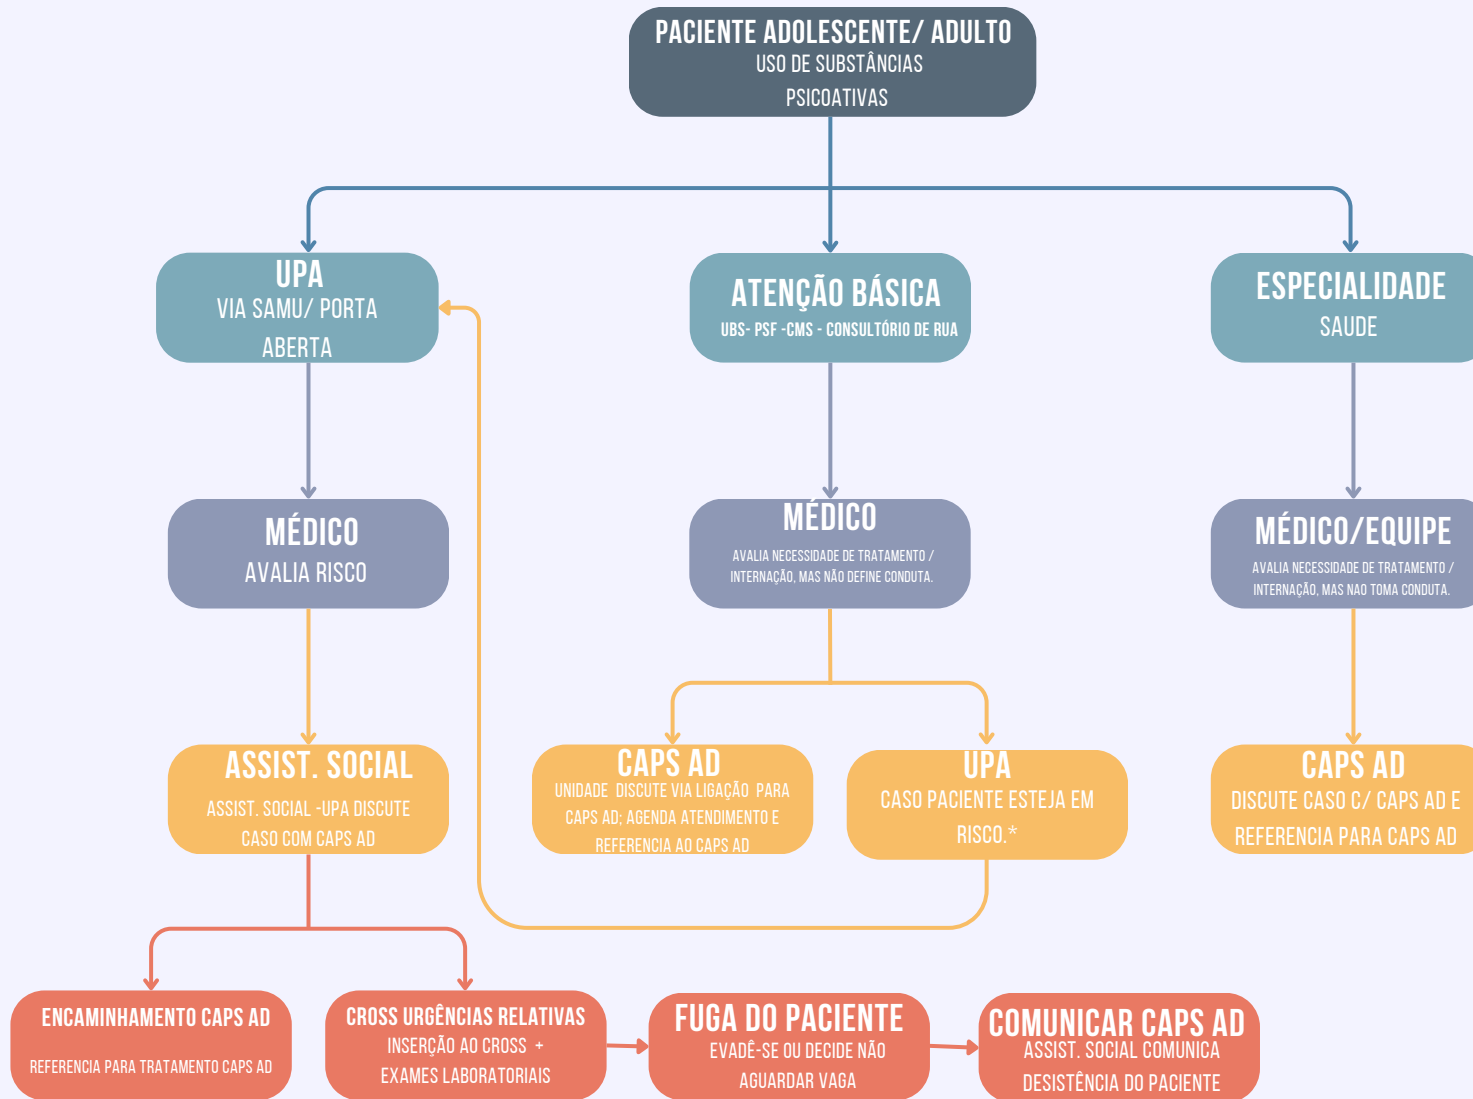 PACIENTE ADOLESCENTE/ ADULTO
USO DE SUBSTÂNCIAS
PSICOATIVAS
UPA
VIA SAMU/ PORTA
ABERTA
ATENÇÃO BÁSICA
UBS- PSF -CMS - CONSULTÓRIO DE RUA
ESPECIALIDADE
SAUDE
MÉDICO
AVALIA RISCO
MÉDICO
AVALIA NECESSIDADE DE TRATAMENTO /
INTERNAÇÃO, MAS NÃO DEFINE CONDUTA.
MÉDICO/EQUIPE
AVALIA NECESSIDADE DE TRATAMENTO /
INTERNAÇÃO, MAS NAO TOMA CONDUTA.
ASSIST. SOCIAL
ASSIST. SOCIAL -UPA DISCUTE
CASO COM CAPS AD
CAPS AD
UNIDADE DISCUTE VIA LIGAÇÃO PARA
CAPS AD; AGENDA ATENDIMENTO E
REFERENCIA AO CAPS AD
UPA
CASO PACIENTE ESTEJA EM
RISCO.*
CAPS AD
DISCUTE CASO C/ CAPS AD E
REFERENCIA PARA CAPS AD
ENCAMINHAMENTO CAPS AD
REFERENCIA PARA TRATAMENTO CAPS AD
CROSS URGÊNCIAS RELATIVAS
INSERÇÃO AO CROSS +
EXAMES LABORATORIAIS
FUGA DO PACIENTE
EVADÊ-SE OU DECIDE NÃO
AGUARDAR VAGA
COMUNICAR CAPS AD
ASSIST. SOCIAL COMUNICA
DESISTÊNCIA DO PACIENTE